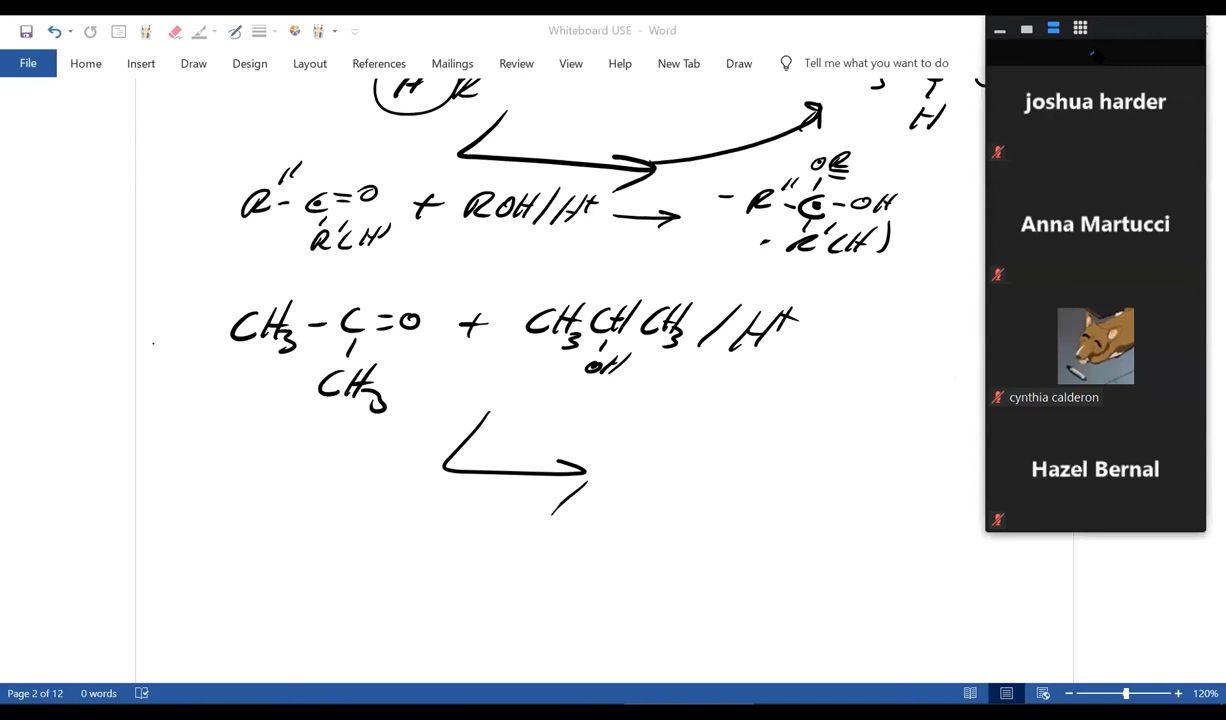 Whiteboard USE - Word
File Home Insert Draw Design Layout References Mailings Review View Help New Tab Draw Tell me what you want to do
H R
H
R'' - C = O + ROH/H+ → - R'' - C - OH
OR
R'(H) - R'(H)
CH3 - C = O + CH3CHCH3 / H+
OH
CH3
joshua harder
Anna Martucci
cynthia calderon
Hazel Bernal
Page 2 of 12 0 words 120%